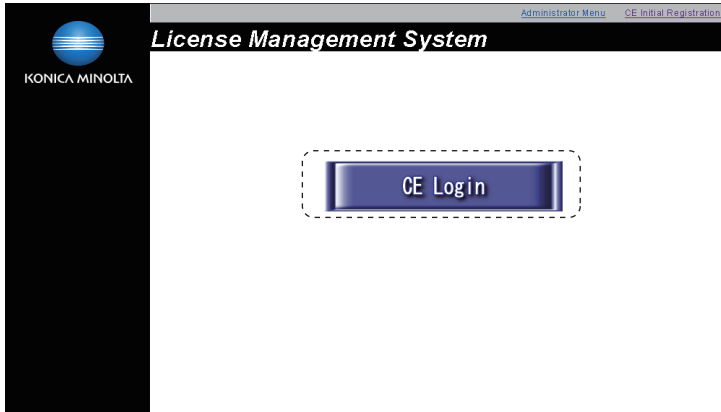 Administrator Menu CE Initial Registration
License Management System
KONICA MINOLTA
CE Login